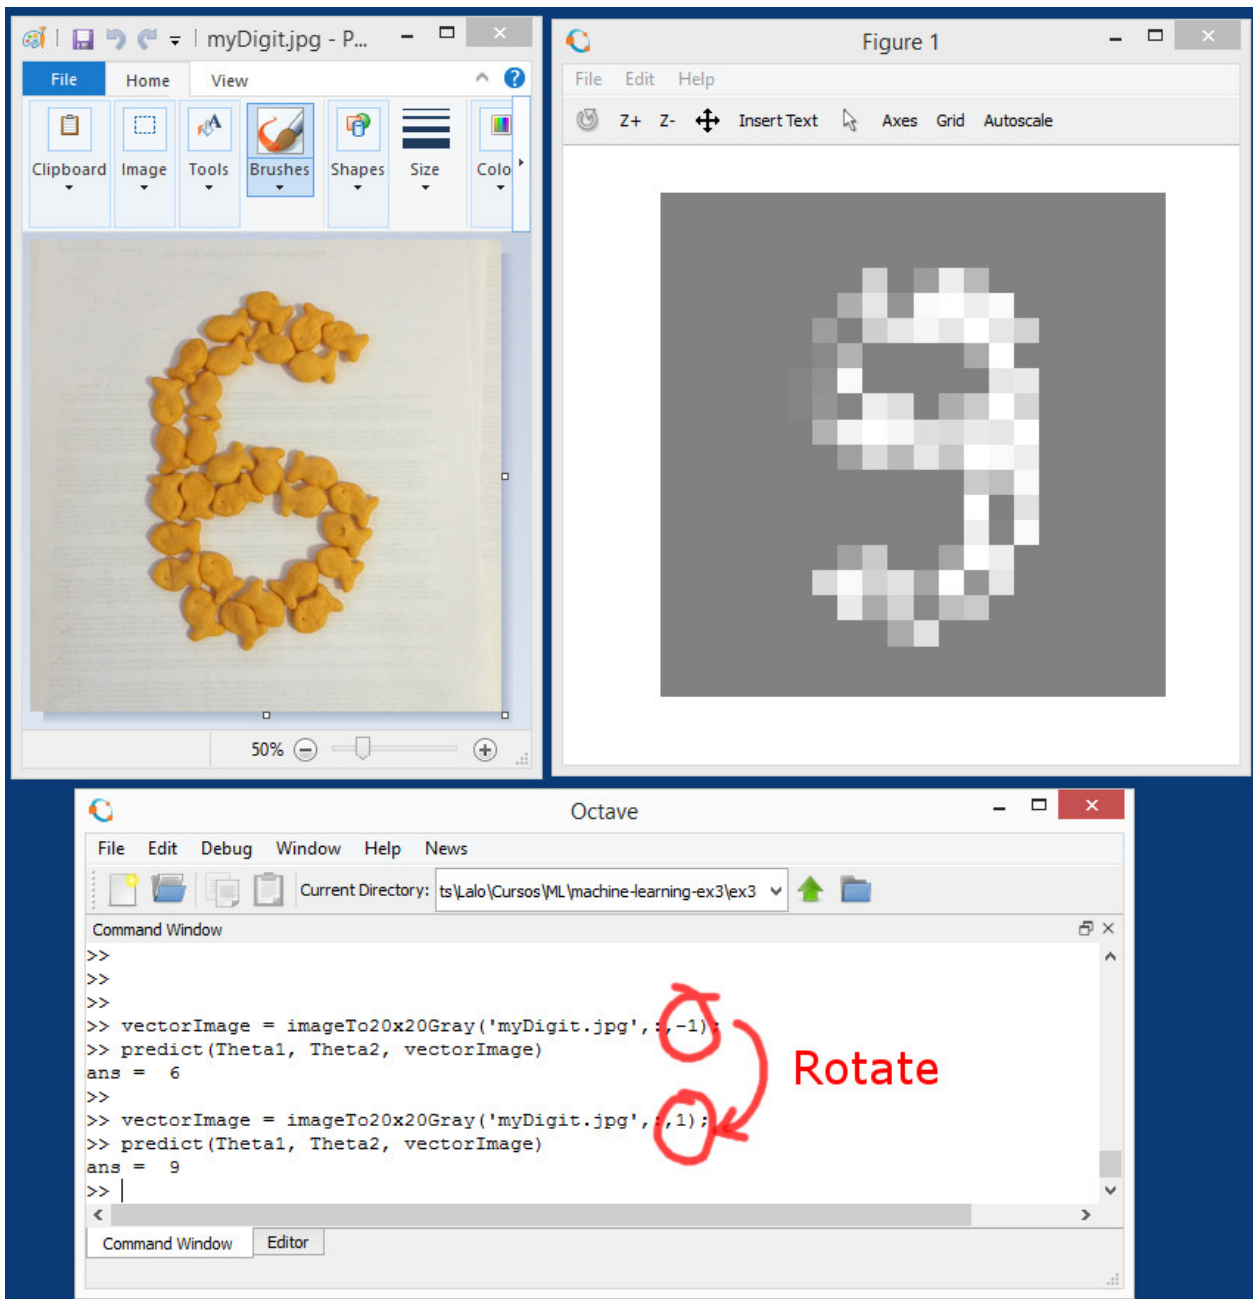 myDigit.jpg - P...
File Home View
Clipboard Image Tools Brushes Shapes Size Colo
50%
Figure 1
File Edit Help
Z+ Z- Insert Text Axes Grid Autoscale
Octave
File Edit Debug Window Help News
Current Directory: ts\Lalo\Cursos\ML\machine-learning-ex3\ex3
Command Window
>>
>>
>>
>> vectorImage = imageTo20x20Gray('myDigit.jpg',:,-1);
>> predict(Theta1, Theta2, vectorImage)
ans = 6
>>
>> vectorImage = imageTo20x20Gray('myDigit.jpg',:,1);
>> predict(Theta1, Theta2, vectorImage)
ans = 9
>>
Rotate
Command Window Editor